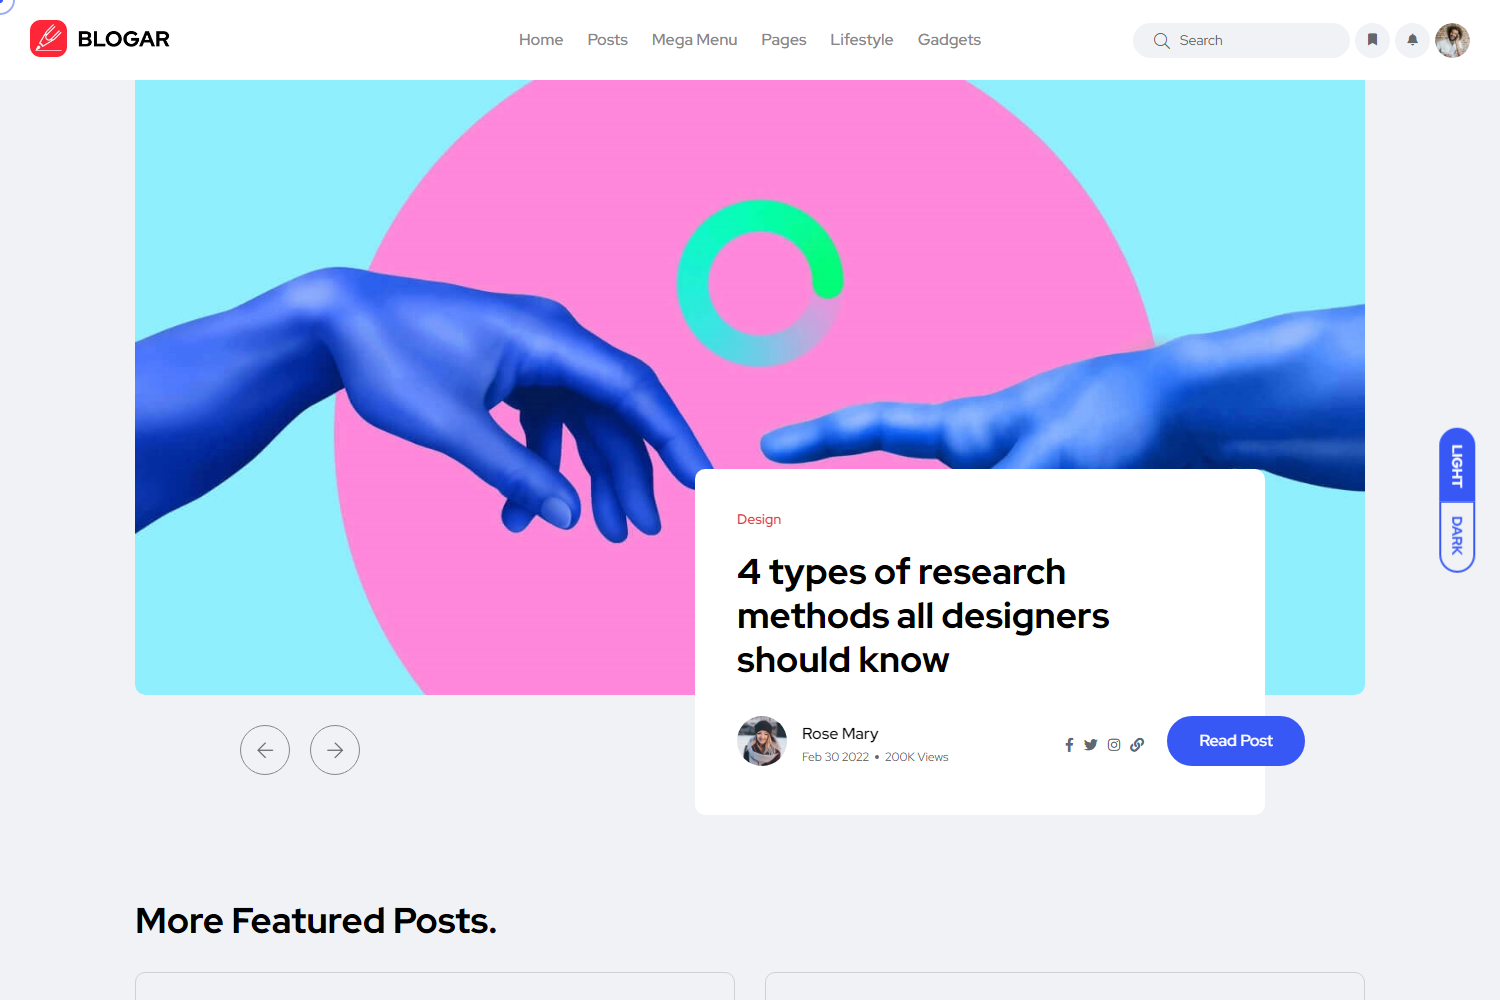 BLOGAR
Home Posts Mega Menu Pages Lifestyle Gadgets
Search
LIGHT
DARK
Design
4 types of research
methods all designers
should know
Rose Mary
Feb 30 2022 • 200K Views
Read Post
More Featured Posts.